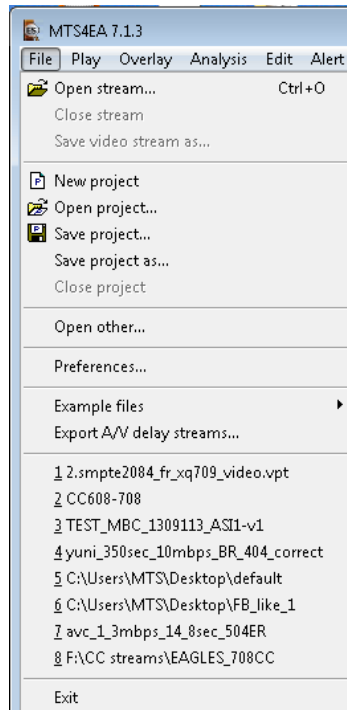 MTS4EA 7.1.3
File Play Overlay Analysis Edit Alert
Open stream... Ctrl+O
Close stream
Save video stream as...
New project
Open project...
Save project...
Save project as...
Close project
Open other...
Preferences...
Example files
Export A/V delay streams...
1 2.smpte2084_fr_xq709_video.vpt
2 CC608-708
3 TEST_MBC_1309113_ASI1-v1
4 yuni_350sec_10mbps_BR_404_correct
5 C:\Users\MTS\Desktop\default
6 C:\Users\MTS\Desktop\FB_like_1
7 avc_1_3mbps_14_8sec_504ER
8 F:\CC streams\EAGLES_708CC
Exit